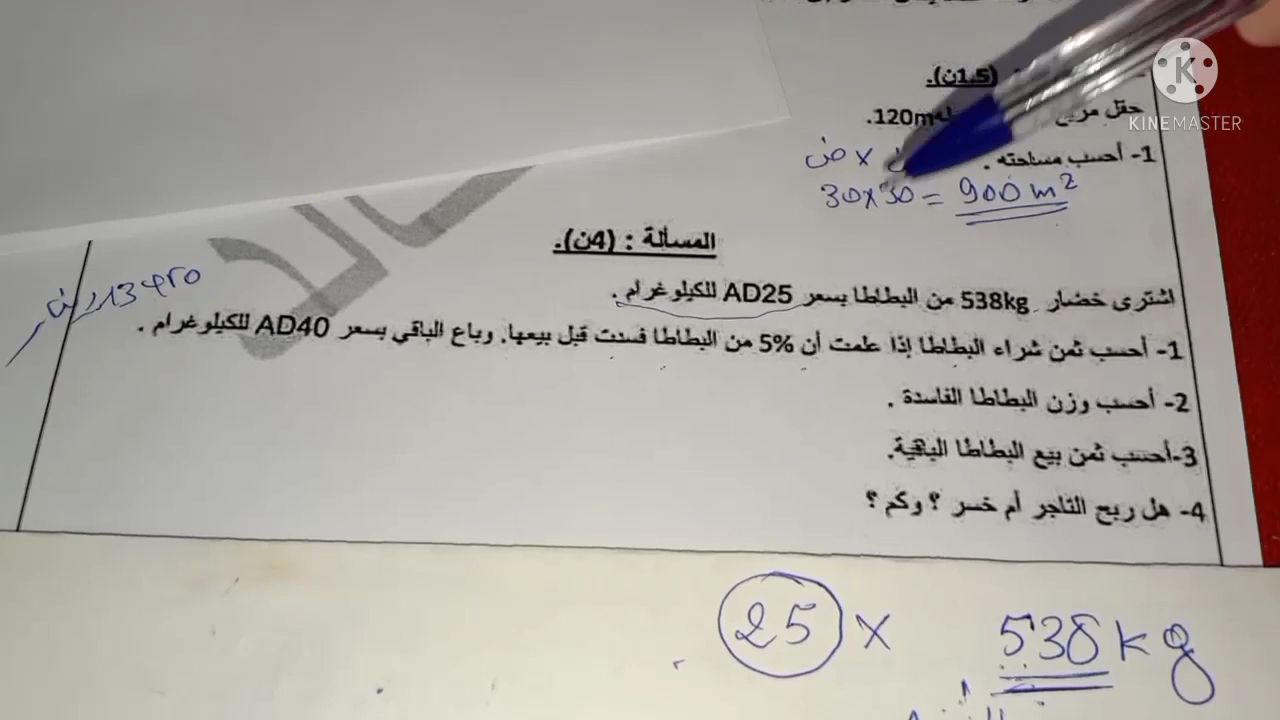 (1.5ن).
حقل مربع 120m.
1- أحسب مساحته . ض x
30x30 = 900 m²
المسألة : (4ن).
اشترى خضار 538kg من البطاطا بسعر AD25 للكيلوغرام .
1- أحسب ثمن شراء البطاطا إذا علمت أن 5% من البطاطا فسدت قبل بيعها. وباع الباقي بسعر AD40 للكيلوغرام .
2- أحسب وزن البطاطا الفاسدة .
3-أحسب ثمن بيع البطاطا الباقية.
4- هل ربح التاجر أم خسر ؟ وكم ؟
25 x 538 kg
KINEMASTER